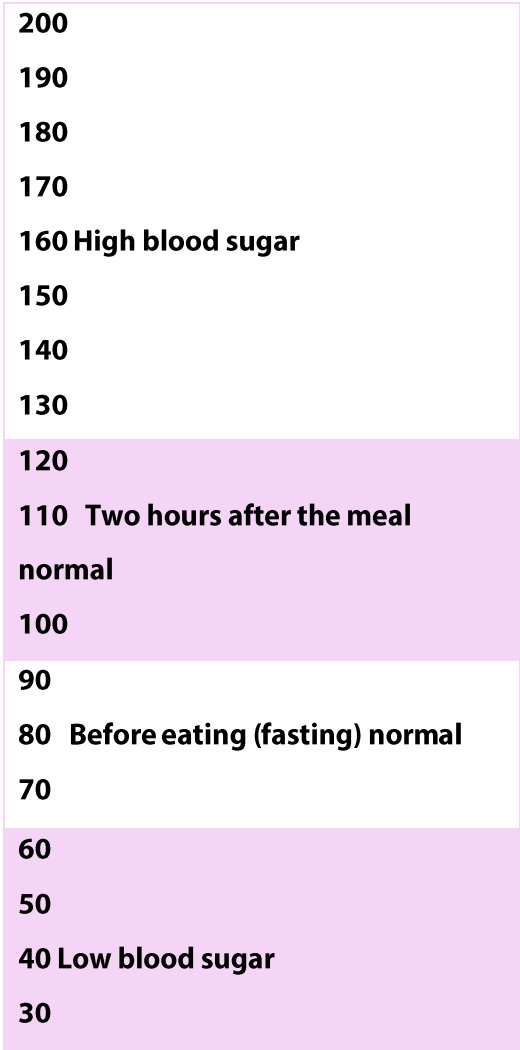 200
190
180
170
160 High blood sugar
150
140
130
120
110 Two hours after the meal
normal
100
90
80 Before eating (fasting) normal
70
60
50
40 Low blood sugar
30